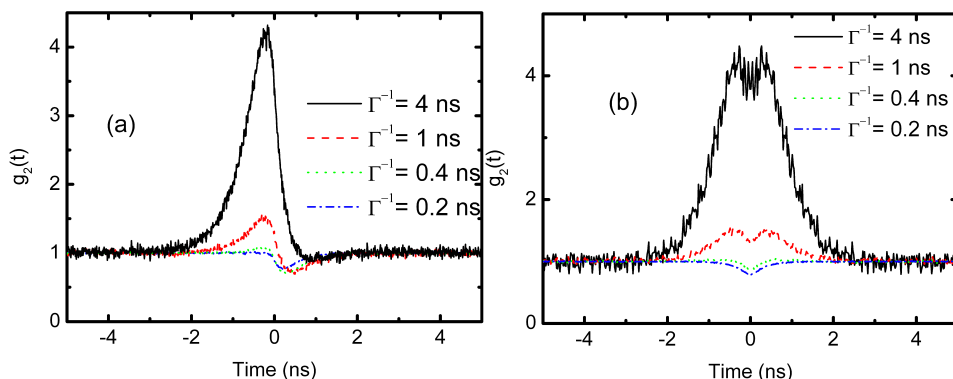 (a)
Γ⁻¹= 4 ns
Γ⁻¹= 1 ns
Γ⁻¹= 0.4 ns
Γ⁻¹= 0.2 ns
g₂(t)
4
3
2
1
0
-4 -2 0 2 4
Time (ns)
(b)
Γ⁻¹= 4 ns
Γ⁻¹= 1 ns
Γ⁻¹= 0.4 ns
Γ⁻¹= 0.2 ns
g₂(t)
4
2
0
-4 -2 0 2 4
Time (ns)